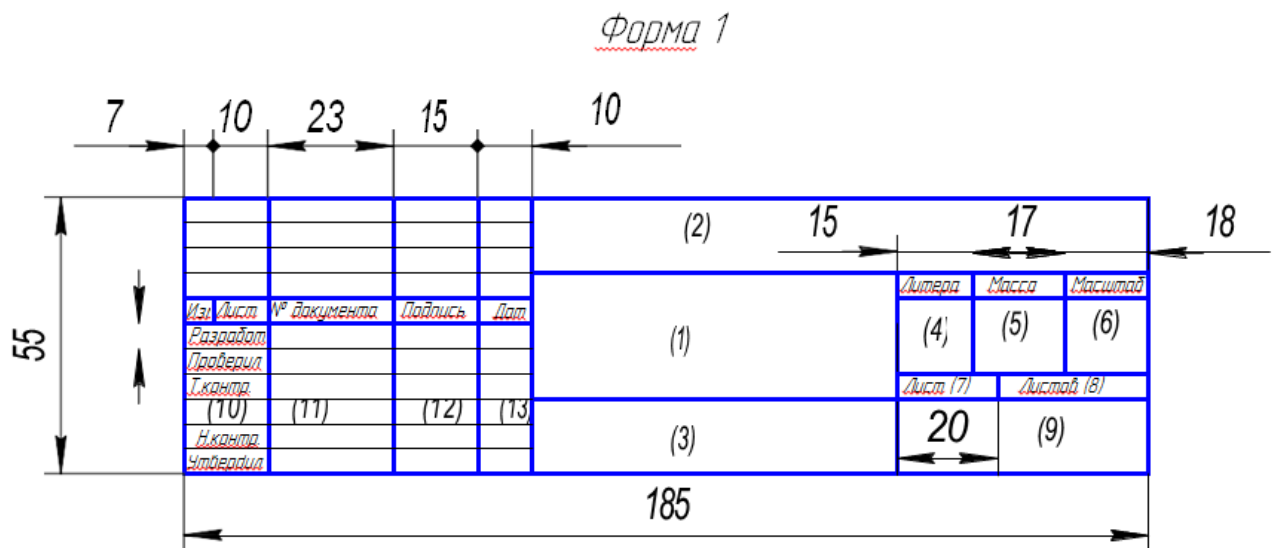 Форма 1
7 10 23 15 10
(2) 15 17 18
Литера Масса Масштаб
Изг Лист № документа Подпись Дат
(4) (5) (6)
Разработ
(1)
55
Проверил
Т.контр.
Лист (7) Листов (8)
(10) (11) (12) (13)
20 (9)
(3)
Н.контр.
Утвердил
185